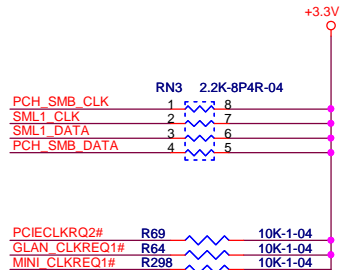 +3.3V
RN3 2.2K-8P4R-04
PCH_SMB_CLK 1 8
SML1_CLK 2 7
SML1_DATA 3 6
PCH_SMB_DATA 4 5
PCIECLKRQ2# R69 10K-1-04
GLAN_CLKREQ1# R64 10K-1-04
MINI_CLKREQ1# R298 10K-1-04